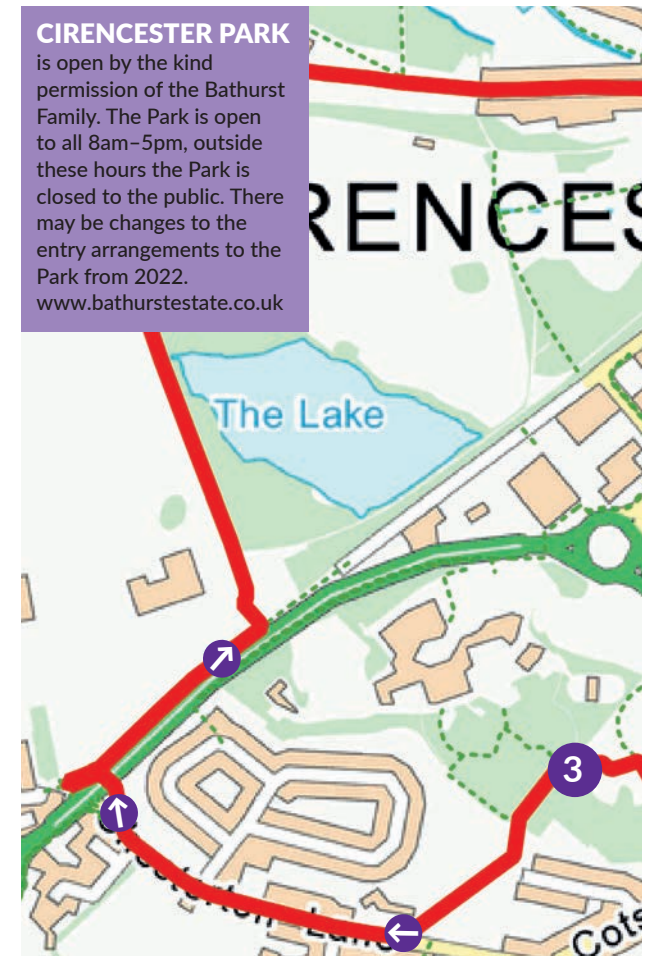 CIRENCESTER PARK
is open by the kind
permission of the Bathurst
Family. The Park is open
to all 8am–5pm, outside
these hours the Park is
closed to the public. There
may be changes to the
entry arrangements to the
Park from 2022.
www.bathurstestate.co.uk
RENCES
The Lake
3
Lane
Cots